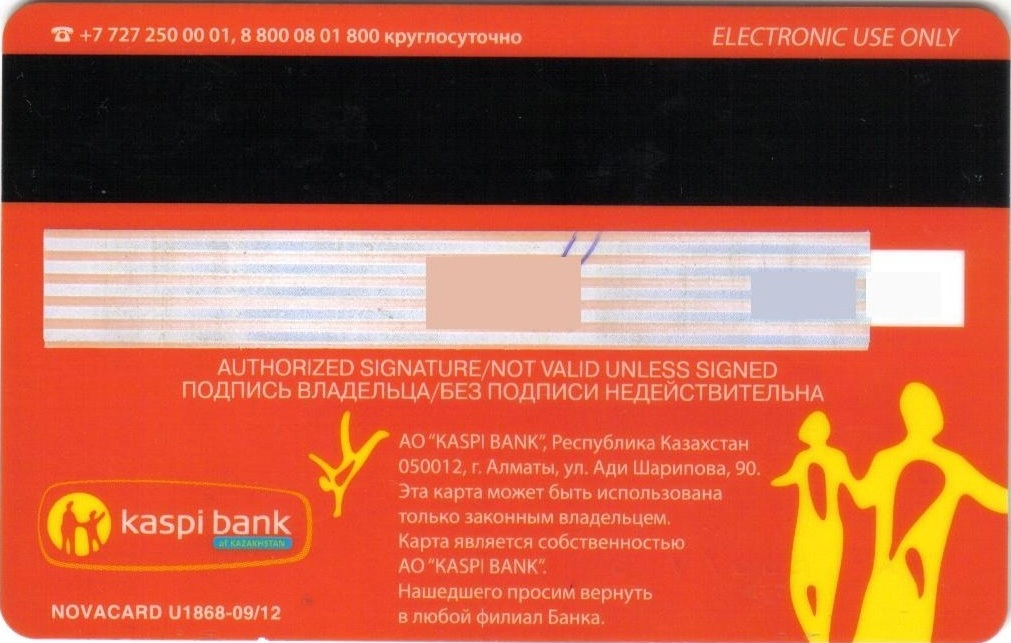 ☎ +7 727 250 00 01, 8 800 08 01 800 круглосуточно
ELECTRONIC USE ONLY
AUTHORIZED SIGNATURE/NOT VALID UNLESS SIGNED
ПОДПИСЬ ВЛАДЕЛЬЦА/БЕЗ ПОДПИСИ НЕДЕЙСТВИТЕЛЬНА
АО "KASPI BANK", Республика Казахстан
050012, г. Алматы, ул. Ади Шарипова, 90.
Эта карта может быть использована
только законным владельцем.
Карта является собственностью
АО "KASPI BANK".
Нашедшего просим вернуть
в любой филиал Банка.
kaspi bank
of KAZAKHSTAN
NOVACARD U1868-09/12